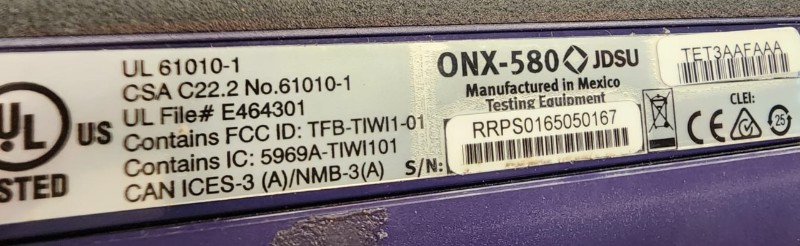 UL 61010-1
CSA C22.2 No.61010-1
UL File# E464301
Contains FCC ID: TFB-TIWI1-01
Contains IC: 5969A-TIWI101
CAN ICES-3 (A)/NMB-3(A)
UL US
STED
ONX-580 JDSU
Manufactured in Mexico
Testing Equipment
RRPS0165050167
S/N:
TET3AAFAAA
CLEI:
CE
25